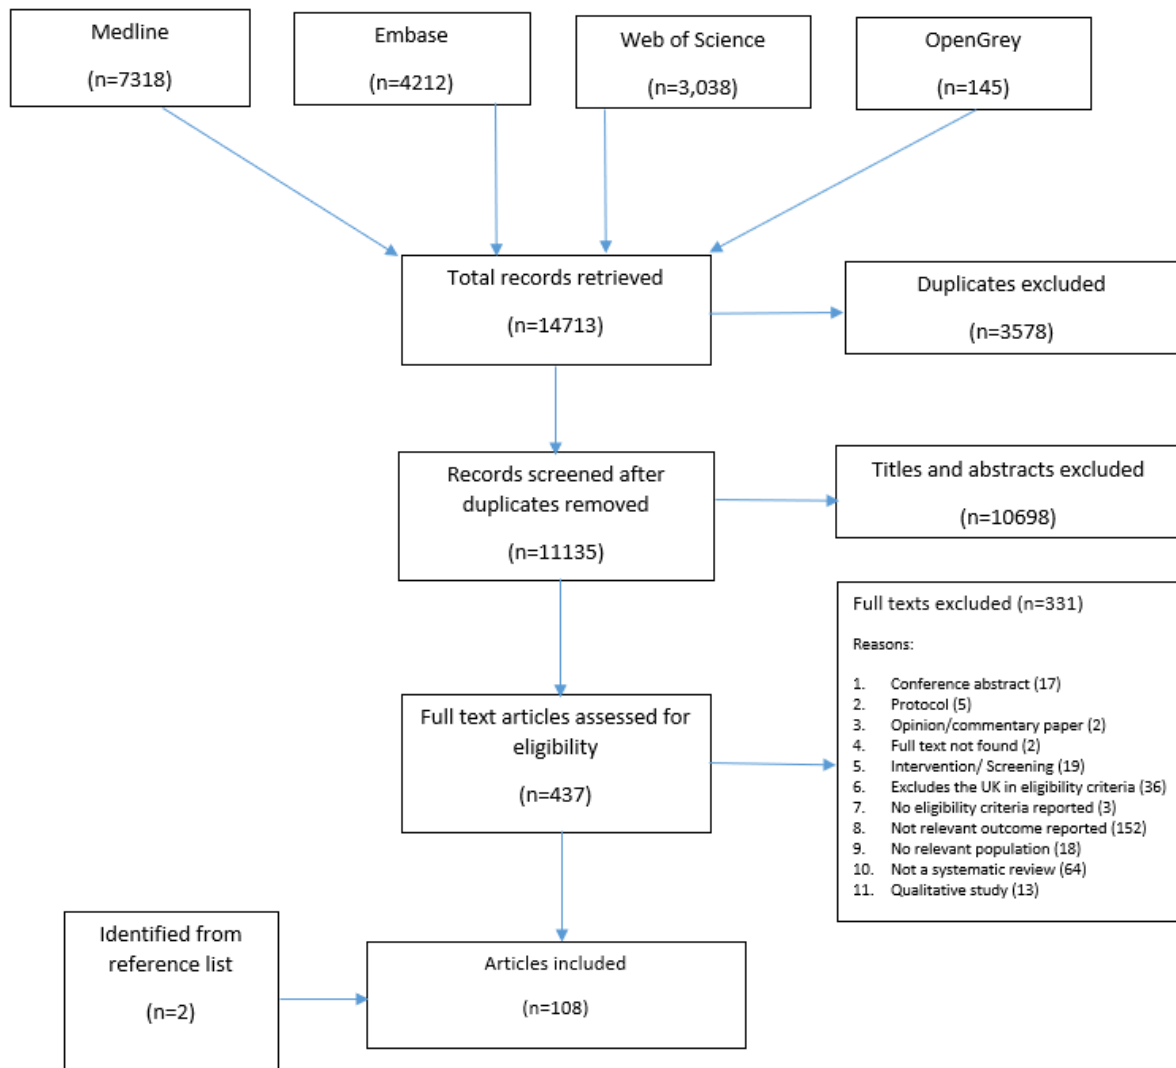 Medline
(n=7318)
Embase
(n=4212)
Web of Science
(n=3,038)
OpenGrey
(n=145)
Total records retrieved
(n=14713)
Duplicates excluded
(n=3578)
Records screened after
duplicates removed
(n=11135)
Titles and abstracts excluded
(n=10698)
Full text articles assessed for
eligibility
(n=437)
Full texts excluded (n=331)
Reasons:
1. Conference abstract (17)
2. Protocol (5)
3. Opinion/commentary paper (2)
4. Full text not found (2)
5. Intervention/ Screening (19)
6. Excludes the UK in eligibility criteria (36)
7. No eligibility criteria reported (3)
8. Not relevant outcome reported (152)
9. No relevant population (18)
10. Not a systematic review (64)
11. Qualitative study (13)
Identified from
reference list
(n=2)
Articles included
(n=108)